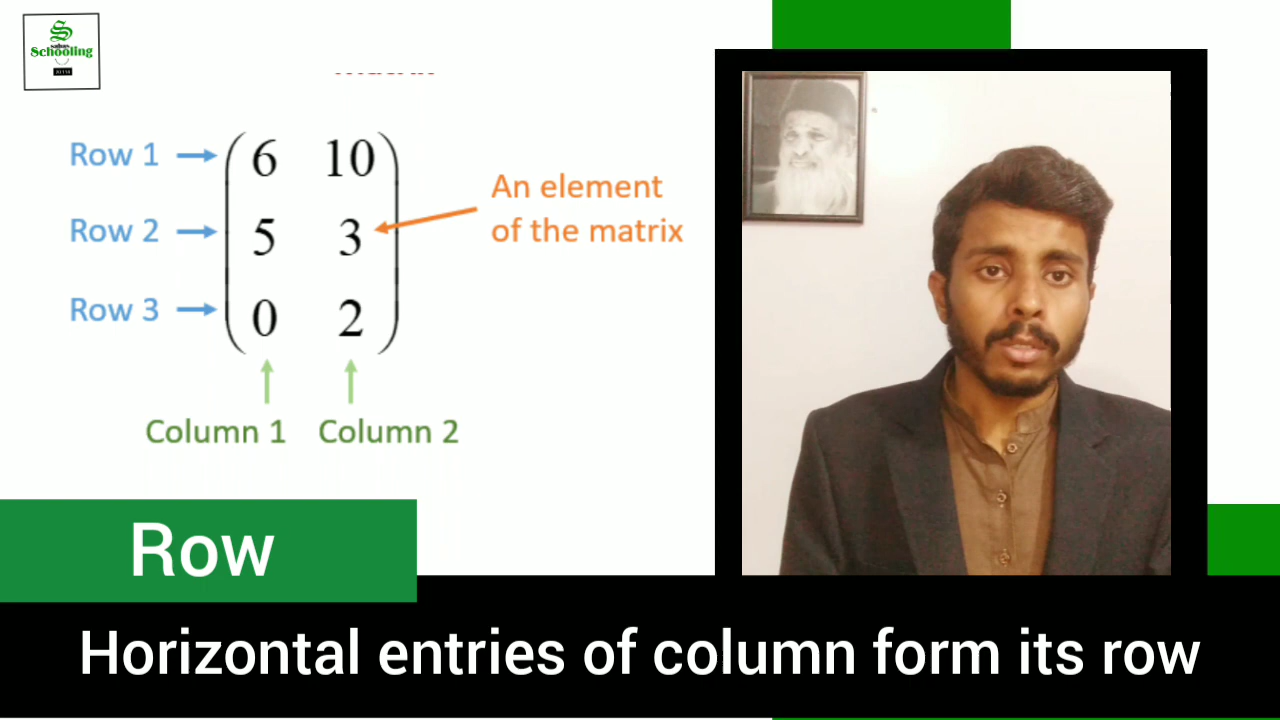 S
Schooling
Row 1
6 10
An element
of the matrix
Row 2
5 3
Row 3
0 2
Column 1 Column 2
Row
Horizontal entries of column form its row